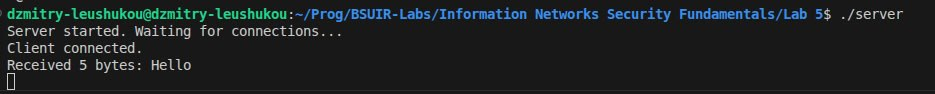 dzmitry-leushukou@dzmitry-leushukou:~/Prog/BSUIR-Labs/Information Networks Security Fundamentals/Lab 5$ ./server
Server started. Waiting for connections...
Client connected.
Received 5 bytes: Hello